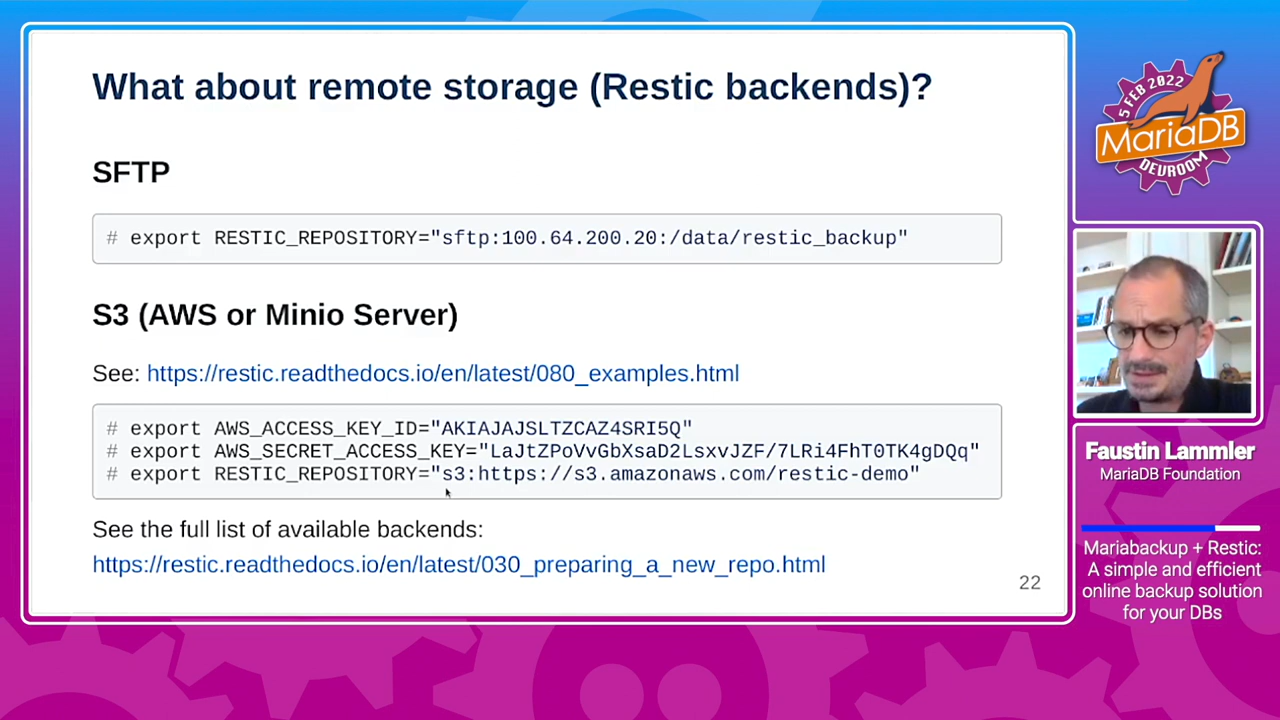 What about remote storage (Restic backends)?
SFTP
# export RESTIC_REPOSITORY="sftp:100.64.200.20:/data/restic_backup"
S3 (AWS or Minio Server)
See: https://restic.readthedocs.io/en/latest/080_examples.html
# export AWS_ACCESS_KEY_ID="AKIAJAJSLTZCAZ4SRI5Q"
# export AWS_SECRET_ACCESS_KEY="LaJtZPoVvGbXsaD2LsxvJZF/7LRi4FhT0TK4gDQq"
# export RESTIC_REPOSITORY="s3:https://s3.amazonaws.com/restic-demo"
See the full list of available backends:
https://restic.readthedocs.io/en/latest/030_preparing_a_new_repo.html
22
5 FEB 2022
MariaDB
DEVROOM
Faustin Lammler
MariaDB Foundation
Mariabackup + Restic:
A simple and efficient
online backup solution
for your DBs